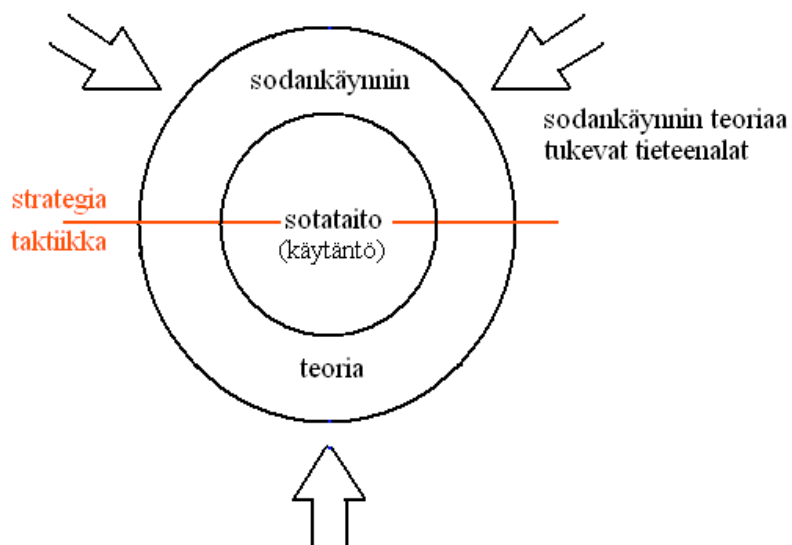 sodankäynnin
sodankäynnin teoriaa
tukevat tieteenalat
strategia
taktiikka
sotataito
(käytäntö)
teoria